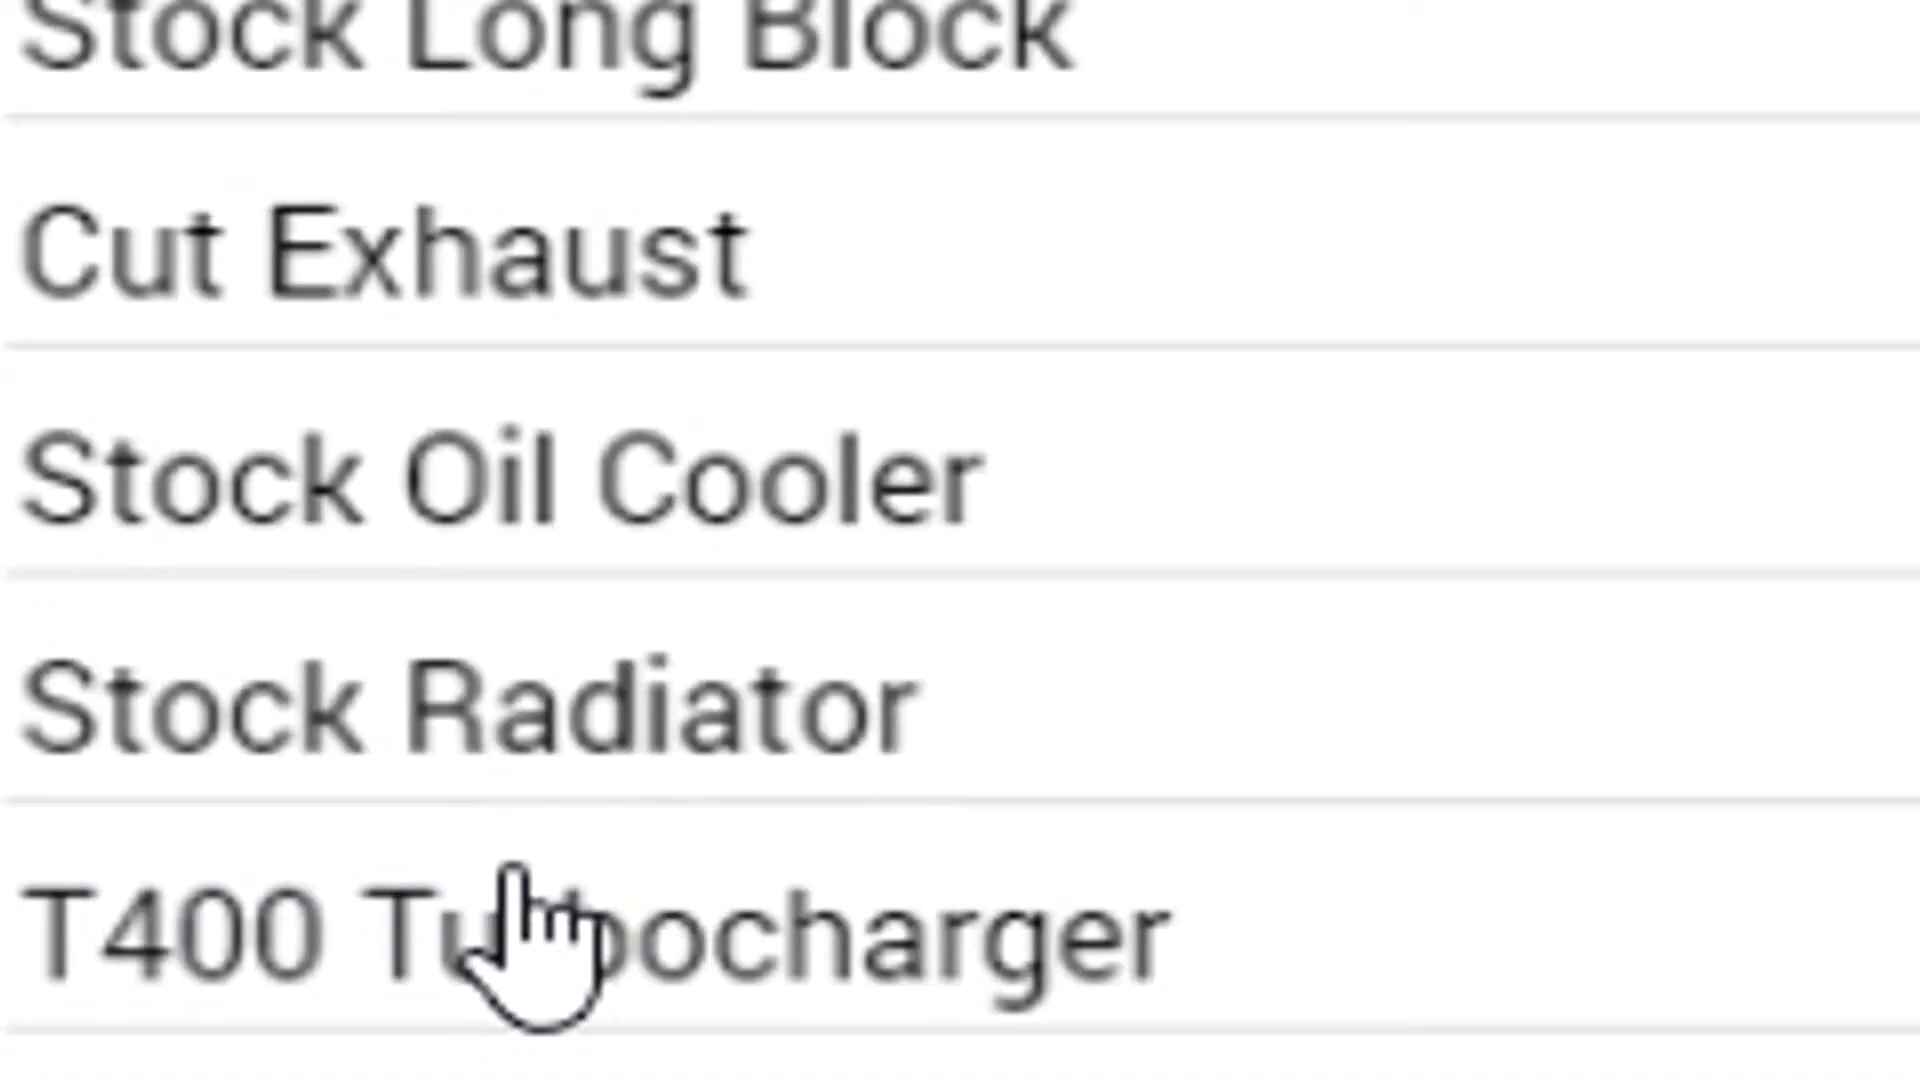 Stock Long Block
Cut Exhaust
Stock Oil Cooler
Stock Radiator
T400 Turbocharger